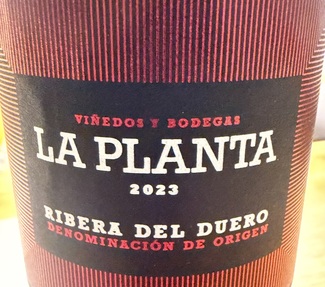 VIÑEDOS Y BODEGAS
LA PLANTA
2023
RIBERA DEL DUERO
DENOMINACIÓN DE ORIGEN